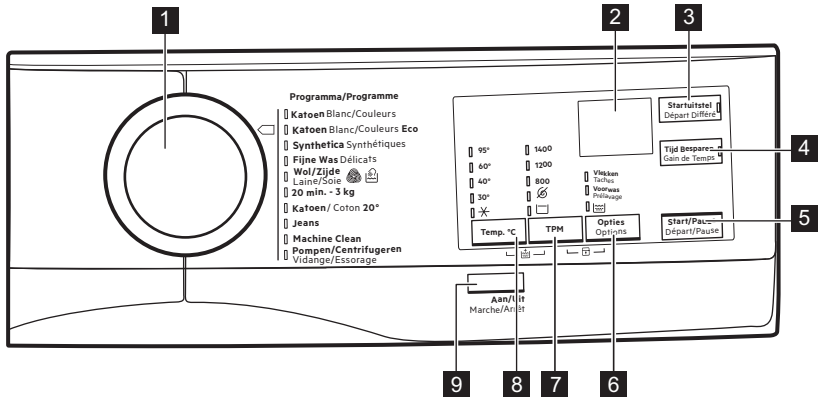 1
2
3
Programma/Programme
Katoen Blanc/Couleurs
Katoen Blanc/Couleurs Eco
Synthetica Synthétiques
Fijne Was Délicats
Wol/Zijde
Laine/Soie
20 min. - 3 kg
Katoen/ Coton 20°
Jeans
Machine Clean
Pompen/Centrifugeren
Vidange/Essorage
95°
60°
40°
30°
1400
1200
800
Vlekken
Taches
Voorwas
Prélavage
Temp. °C
TPM
Opties
Options
Startuitstel
Départ Différé
Tijd Besparen
Gain de Temps
4
Start/Pauze
Départ/Pause
5
Aan/Uit
Marche/Arrêt
9
8
7
6